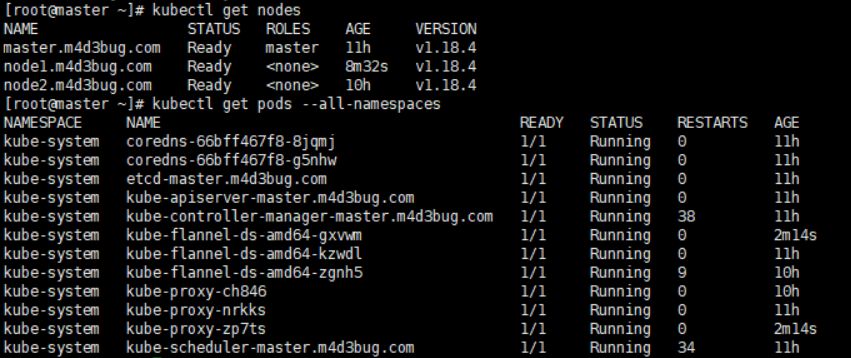 [root@master ~]# kubectl get nodes
NAME STATUS ROLES AGE VERSION
master.m4d3bug.com Ready master 11h v1.18.4
node1.m4d3bug.com Ready <none> 8m32s v1.18.4
node2.m4d3bug.com Ready <none> 10h v1.18.4
[root@master ~]# kubectl get pods --all-namespaces
NAMESPACE NAME READY STATUS RESTARTS AGE
kube-system coredns-66bff467f8-8jqmj 1/1 Running 0 11h
kube-system coredns-66bff467f8-g5nhw 1/1 Running 0 11h
kube-system etcd-master.m4d3bug.com 1/1 Running 0 11h
kube-system kube-apiserver-master.m4d3bug.com 1/1 Running 0 11h
kube-system kube-controller-manager-master.m4d3bug.com 1/1 Running 38 11h
kube-system kube-flannel-ds-amd64-gxvwm 1/1 Running 0 2m14s
kube-system kube-flannel-ds-amd64-kzwdl 1/1 Running 0 11h
kube-system kube-flannel-ds-amd64-zgnh5 1/1 Running 9 10h
kube-system kube-proxy-ch846 1/1 Running 0 10h
kube-system kube-proxy-nrkks 1/1 Running 0 11h
kube-system kube-proxy-zp7ts 1/1 Running 0 2m14s
kube-system kube-scheduler-master.m4d3bug.com 1/1 Running 34 11h